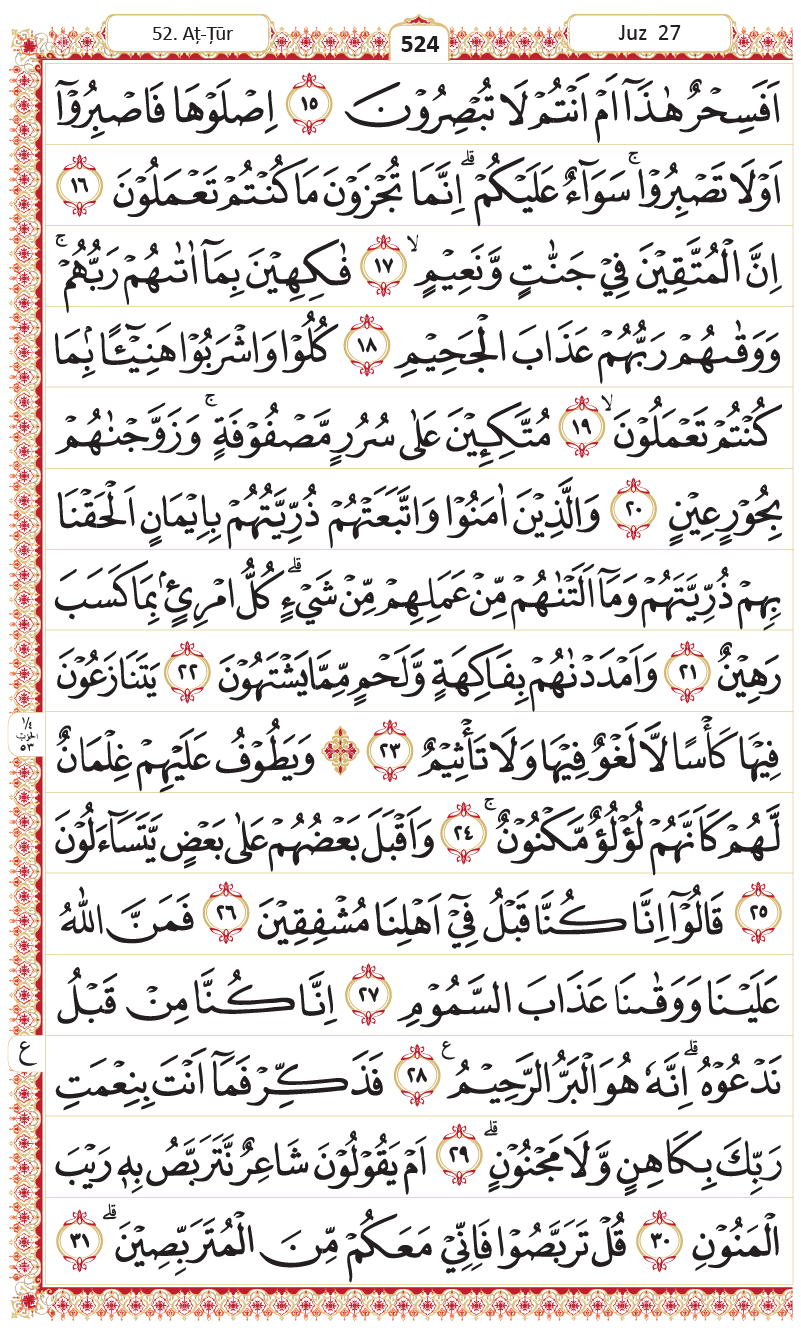 52. Aṭ-Ṭūr
524
Juz 27
اَفَسِحْرٌ هٰذَآ اَمْ اَنْتُمْ لَا تُبْصِرُوْنَ ١٥ اِصْلَوْهَا فَاصْبِرُوْٓا
اَوْ لَا تَصْبِرُوْاۚ سَوَاۤءٌ عَلَيْكُمْۗ اِنَّمَا تُجْزَوْنَ مَا كُنْتُمْ تَعْمَلُوْنَ ١٦
اِنَّ الْمُتَّقِيْنَ فِيْ جَنّٰتٍ وَّنَعِيْمٍۙ ١٧ فٰكِهِيْنَ بِمَآ اٰتٰىهُمْ رَبُّهُمْۚ
وَوَقٰىهُمْ رَبُّهُمْ عَذَابَ الْجَحِيْمِ ١٨ كُلُوْا وَاشْرَبُوْا هَنِيْۤـًٔا ۢبِمَا
كُنْتُمْ تَعْمَلُوْنَۙ ١٩ مُتَّكِـِٕيْنَ عَلٰى سُرُرٍ مَّصْفُوْفَةٍۚ وَزَوَّجْنٰهُمْ
بِحُوْرٍ عِيْنٍ ٢٠ وَالَّذِيْنَ اٰمَنُوْا وَاتَّبَعَتْهُمْ ذُرِّيَّتُهُمْ بِاِيْمَانٍ اَلْحَقْنَا
بِهِمْ ذُرِّيَّتَهُمْ وَمَآ اَلَتْنٰهُمْ مِّنْ عَمَلِهِمْ مِّنْ شَيْءٍۗ كُلُّ امْرِئٍ ۢبِمَا كَسَبَ
رَهِيْنٌ ٢١ وَاَمْدَدْنٰهُمْ بِفَاكِهَةٍ وَّلَحْمٍ مِّمَّا يَشْتَهُوْنَ ٢٢ يَتَنَازَعُوْنَ
¼ الحزب ٥٣
فِيْهَا كَأْسًا لَّا لَغْوٌ فِيْهَا وَلَا تَأْثِيْمٌ ٢٣ وَيَطُوْفُ عَلَيْهِمْ غِلْمَانٌ
لَّهُمْ كَاَنَّهُمْ لُؤْلُؤٌ مَّكْنُوْنٌۚ ٢٤ وَاَقْبَلَ بَعْضُهُمْ عَلٰى بَعْضٍ يَّتَسَاۤءَلُوْنَ
٢٥ قَالُوْٓا اِنَّا كُنَّا قَبْلُ فِيْٓ اَهْلِنَا مُشْفِقِيْنَ ٢٦ فَمَنَّ اللّٰهُ
عَلَيْنَا وَوَقٰىنَا عَذَابَ السَّمُوْمِ ٢٧ اِنَّا كُنَّا مِنْ قَبْلُ
ع
نَدْعُوْهُۗ اِنَّهٗ هُوَ الْبَرُّ الرَّحِيْمُ ࣖ ٢٨ فَذَكِّرْ فَمَآ اَنْتَ بِنِعْمَتِ
رَبِّكَ بِكَاهِنٍ وَّلَا مَجْنُوْنٍۗ ٢٩ اَمْ يَقُوْلُوْنَ شَاعِرٌ نَّتَرَبَّصُ بِهٖ رَيْبَ
الْمَنُوْنِ ٣٠ قُلْ تَرَبَّصُوْا فَاِنِّيْ مَعَكُمْ مِّنَ الْمُتَرَبِّصِيْنَۗ ٣١